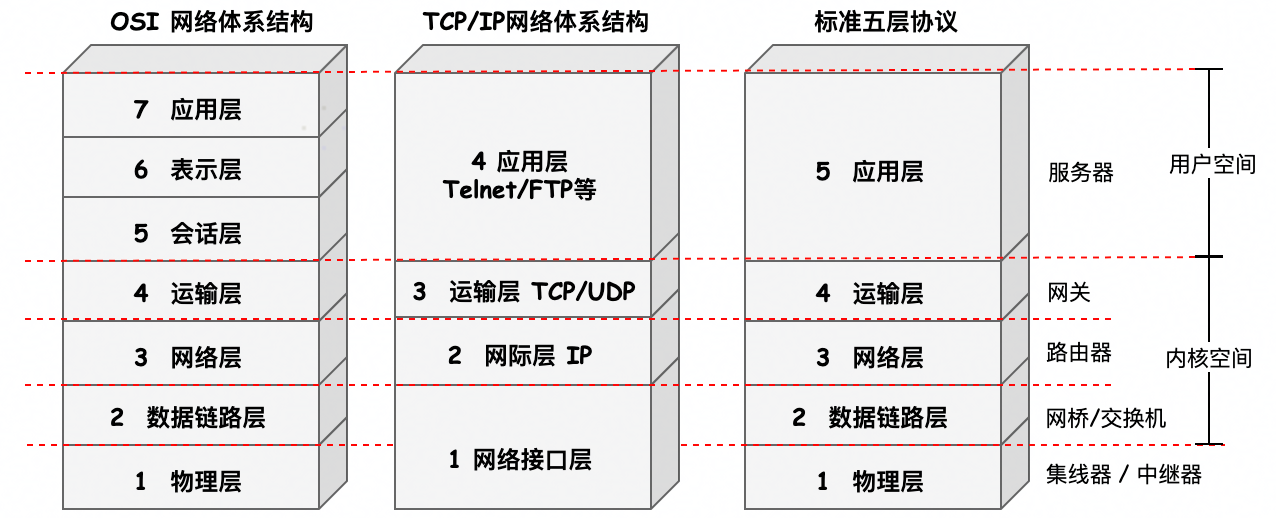 OSI 网络体系结构
7 应用层
6 表示层
5 会话层
4 运输层
3 网络层
2 数据链路层
1 物理层
TCP/IP网络体系结构
4 应用层
Telnet/FTP等
3 运输层 TCP/UDP
2 网际层 IP
1 网络接口层
标准五层协议
5 应用层
4 运输层
3 网络层
2 数据链路层
1 物理层
服务器
网关
路由器
网桥/交换机
集线器 / 中继器
用户空间
内核空间